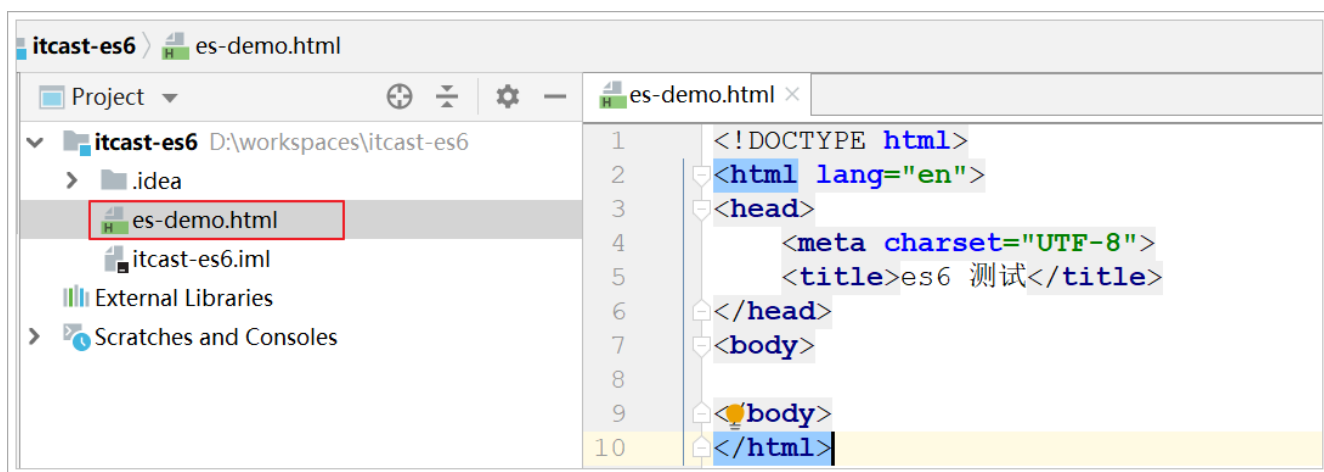 itcast-es6 〉 es-demo.html
Project
es-demo.html
itcast-es6 D:\workspaces\itcast-es6
.idea
es-demo.html
itcast-es6.iml
External Libraries
Scratches and Consoles
1 <!DOCTYPE html>
2 <html lang="en">
3 <head>
4 <meta charset="UTF-8">
5 <title>es6 测试</title>
6 </head>
7 <body>
8
9 </body>
10 </html>